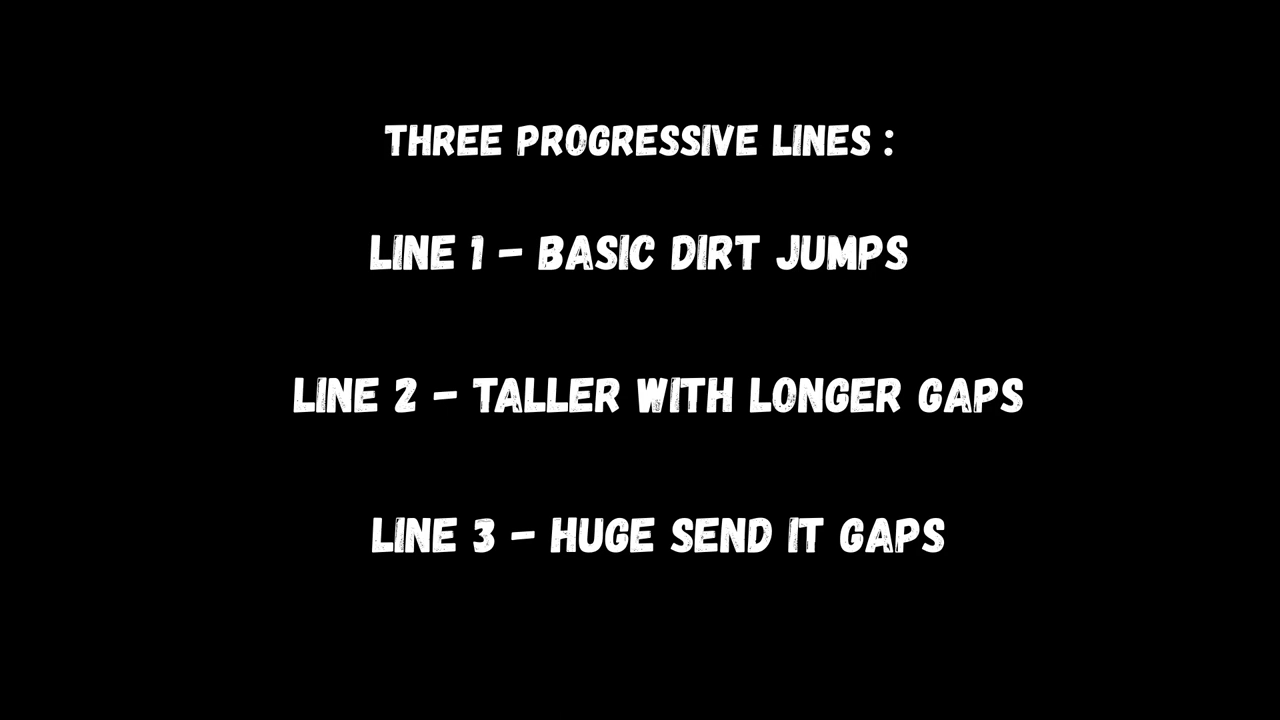 THREE PROGRESSIVE LINES :
LINE 1 – BASIC DIRT JUMPS
LINE 2 – TALLER WITH LONGER GAPS
LINE 3 – HUGE SEND IT GAPS